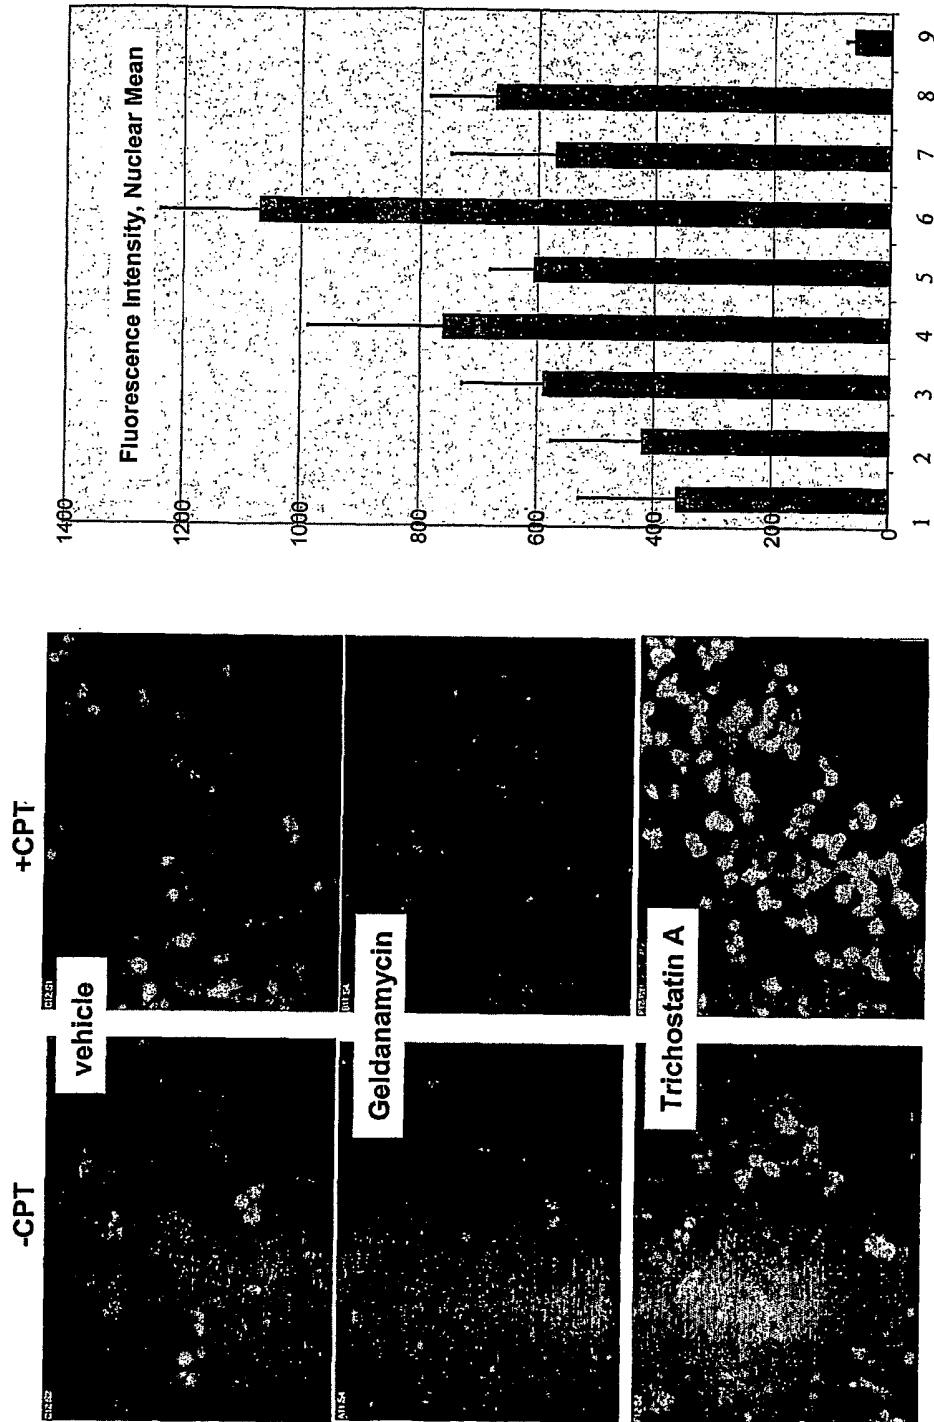 -CPT
+CPT
vehicle
Geldanamycin
Trichostatin A
Fluorescence Intensity, Nuclear Mean
1400
1200
1000
800
600
400
200
0
1 2 3 4 5 6 7 8 9